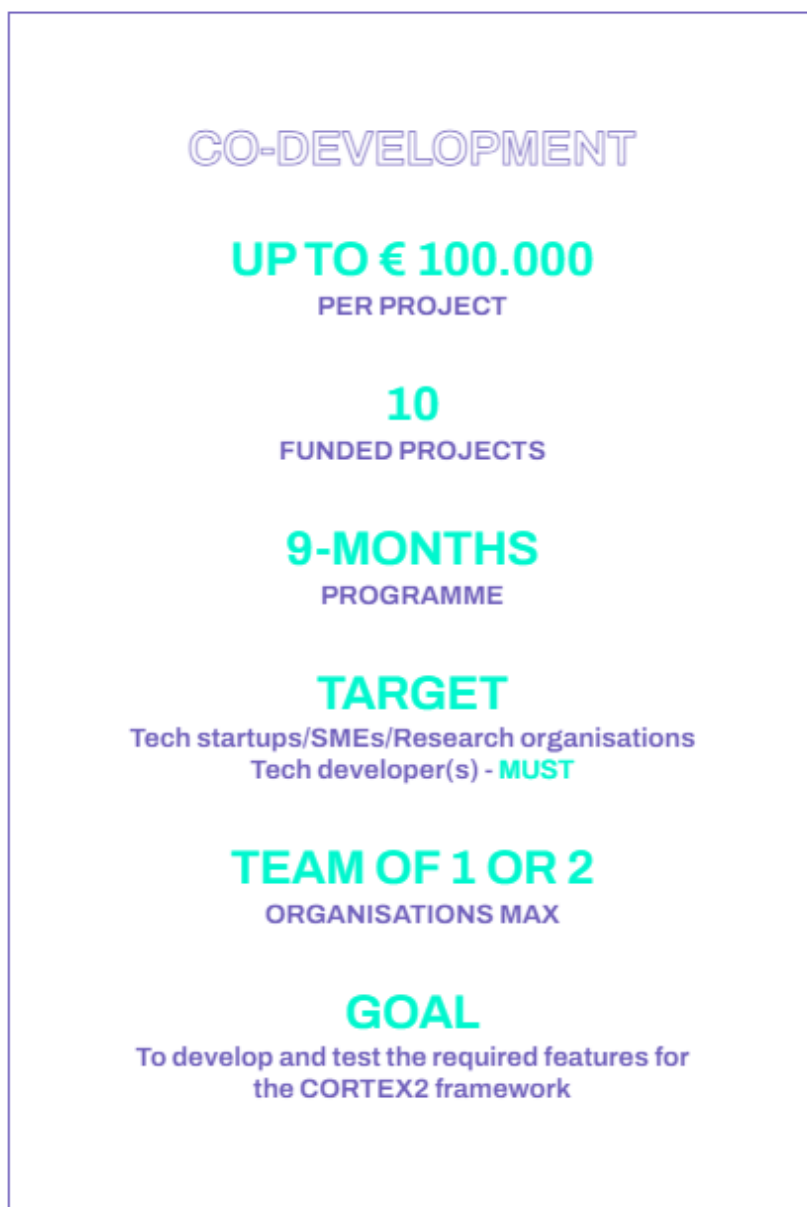 CO-DEVELOPMENT
UP TO € 100.000
PER PROJECT
10
FUNDED PROJECTS
9-MONTHS
PROGRAMME
TARGET
Tech startups/SMEs/Research organisations
Tech developer(s) - MUST
TEAM OF 1 OR 2
ORGANISATIONS MAX
GOAL
To develop and test the required features for
the CORTEX2 framework